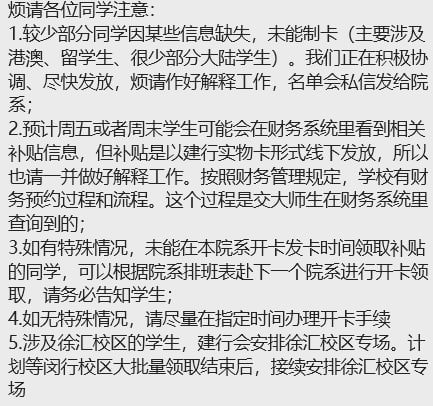 烦请各位同学注意：
1.较少部分同学因某些信息缺失，未能制卡（主要涉及
港澳、留学生、很少部分大陆学生）。我们正在积极协
调、尽快发放，烦请作好解释工作，名单会私信发给院
系；
2.预计周五或者周末学生可能会在财务系统里看到相关
补贴信息，但补贴是以建行实物卡形式线下发放，所以
也请一并做好解释工作。按照财务管理规定，学校有财
务预约过程和流程。这个过程是交大师生在财务系统里
查询到的；
3.如有特殊情况，未能在本院系开卡发卡时间领取补贴
的同学，可以根据院系排班表赴下一个院系进行开卡领
取，请务必告知学生；
4.如无特殊情况，请尽量在指定时间办理开卡手续
5.涉及徐汇校区的学生，建行会安排徐汇校区专场。计
划等闵行校区大批量领取结束后，接续安排徐汇校区专
场